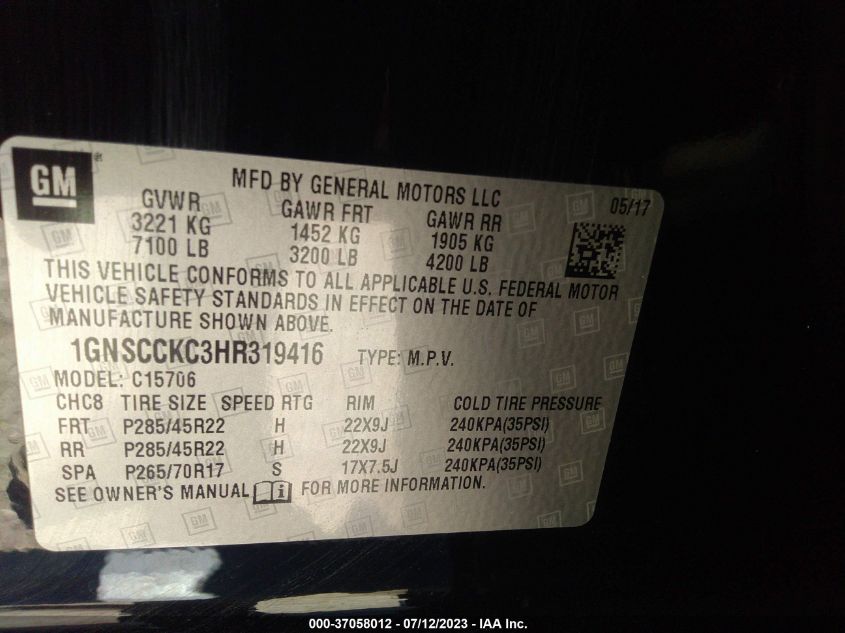 GM
MFD BY GENERAL MOTORS LLC
05/17
GVWR GAWR FRT GAWR RR
3221 KG 1452 KG 1905 KG
7100 LB 3200 LB 4200 LB
THIS VEHICLE CONFORMS TO ALL APPLICABLE U.S. FEDERAL MOTOR
VEHICLE SAFETY STANDARDS IN EFFECT ON THE DATE OF
MANUFACTURE SHOWN ABOVE.
1GNSCCKC3HR319416 TYPE: M.P.V.
MODEL: C15706
CHC8 TIRE SIZE SPEED RTG RIM COLD TIRE PRESSURE
FRT P285/45R22 H 22X9J 240KPA(35PSI)
RR P285/45R22 H 22X9J 240KPA(35PSI)
SPA P265/70R17 S 17X7.5J 240KPA(35PSI)
SEE OWNER'S MANUAL i FOR MORE INFORMATION.
000-37058012 - 07/12/2023 - IAA Inc.